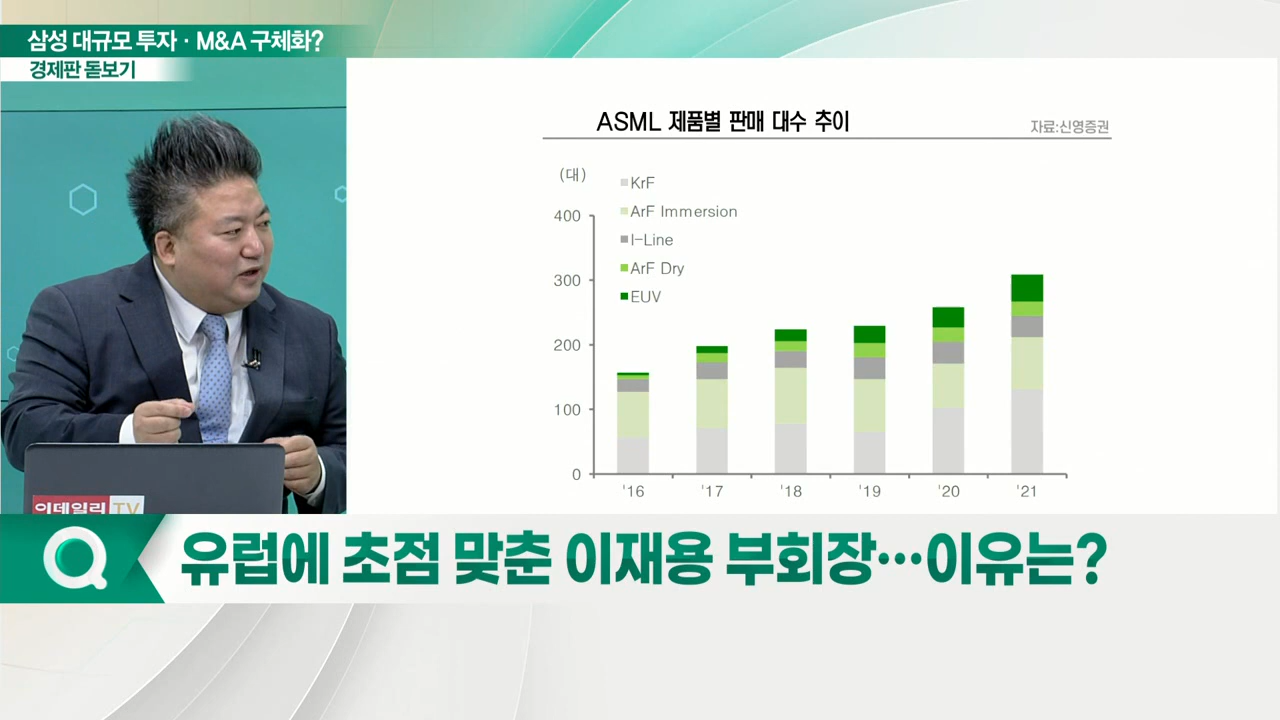 삼성 대규모 투자·M&A 구체화?
경제판 돋보기
ASML 제품별 판매 대수 추이
자료:신영증권
(대)
KrF
ArF Immersion
I-Line
ArF Dry
EUV
400
300
200
100
0
'16 '17 '18 '19 '20 '21
이데일리TV
유럽에 초점 맞춘 이재용 부회장…이유는?